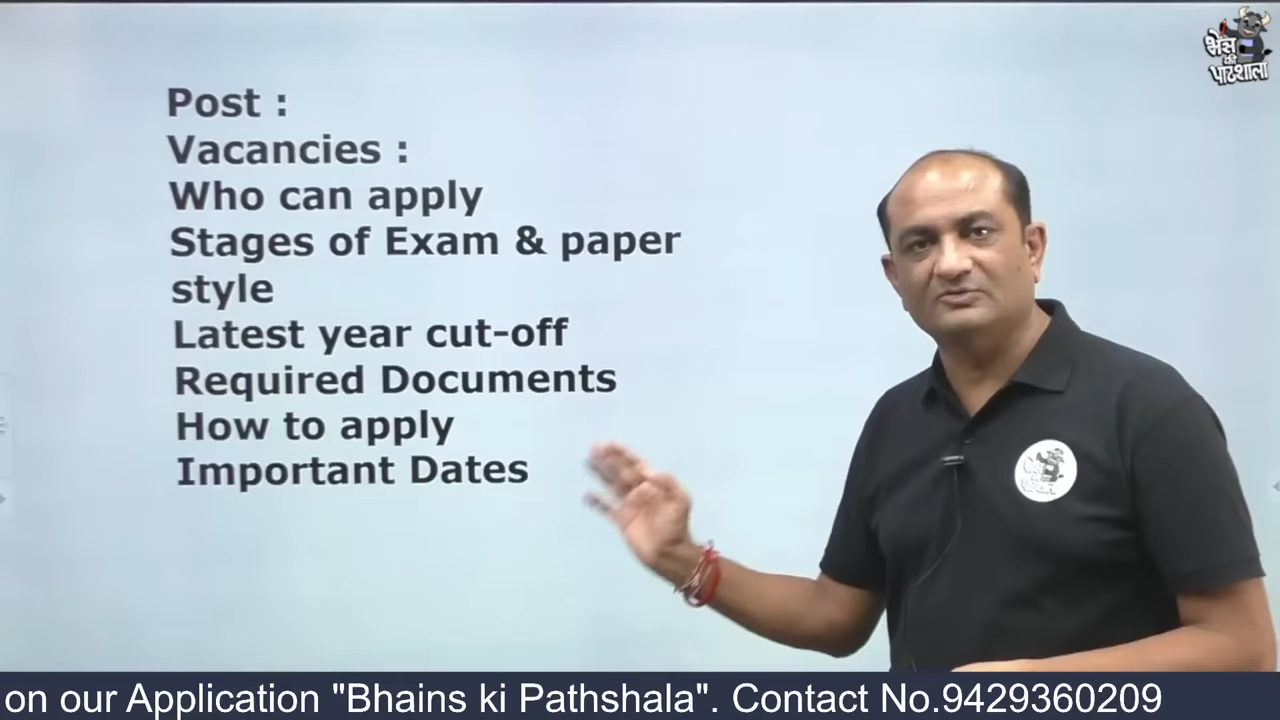 भैंस
की
पाठशाला
Post :
Vacancies :
Who can apply
Stages of Exam & paper
style
Latest year cut-off
Required Documents
How to apply
Important Dates
on our Application "Bhains ki Pathshala". Contact No.9429360209